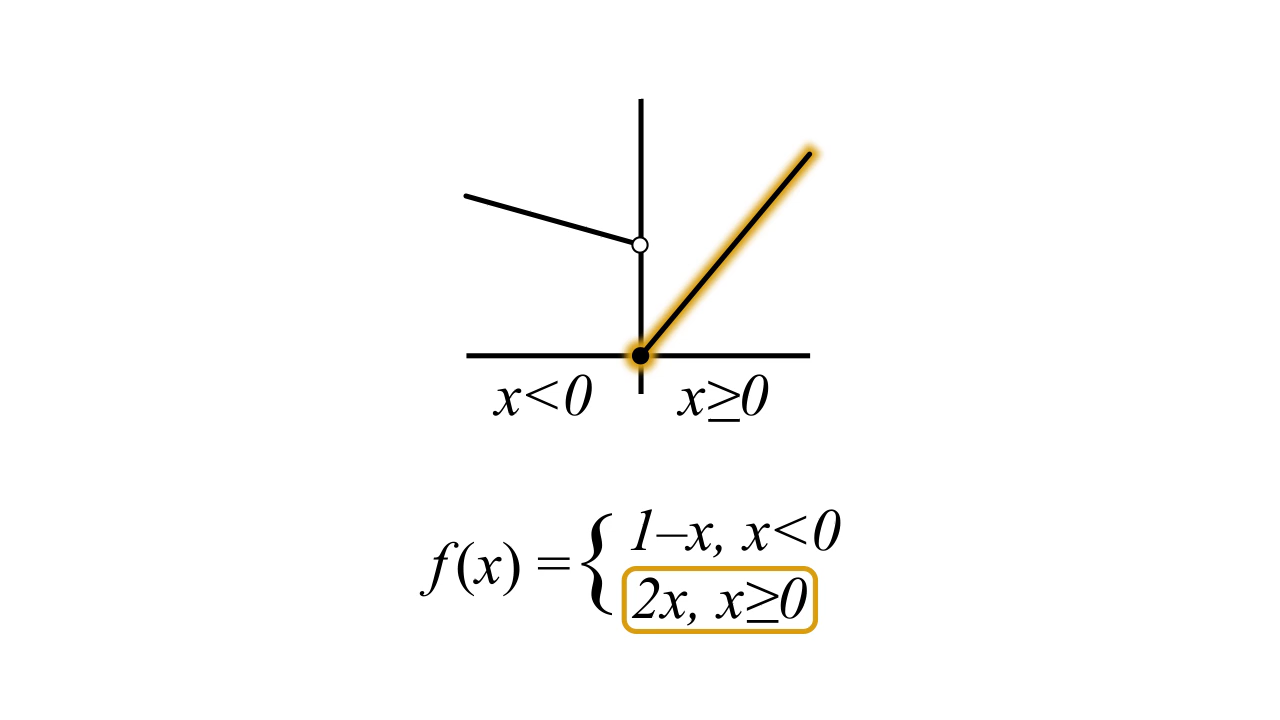 x<0 x≥0
f(x) = { 1–x, x<0
2x, x≥0